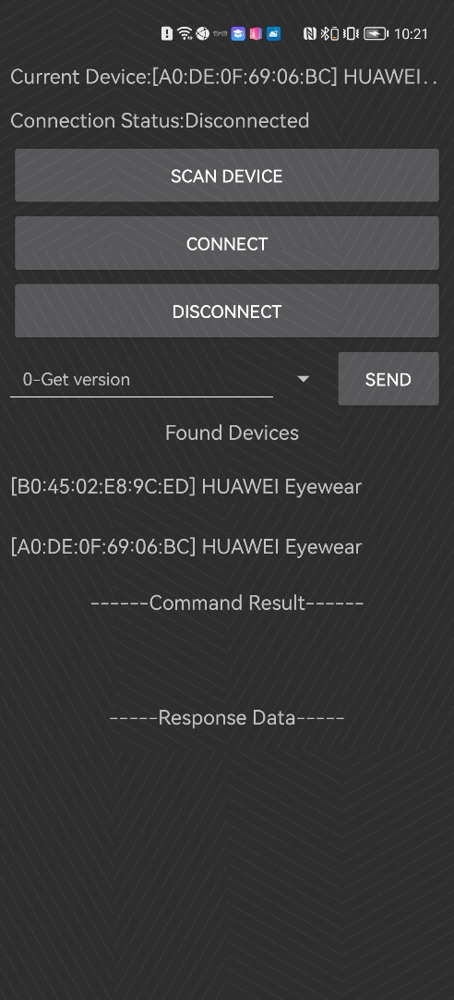 10:21
Current Device:[A0:DE:0F:69:06:BC] HUAWEI..
Connection Status:Disconnected
SCAN DEVICE
CONNECT
DISCONNECT
0-Get version
SEND
Found Devices
[B0:45:02:E8:9C:ED] HUAWEI Eyewear
[A0:DE:0F:69:06:BC] HUAWEI Eyewear
------Command Result------
-----Response Data-----